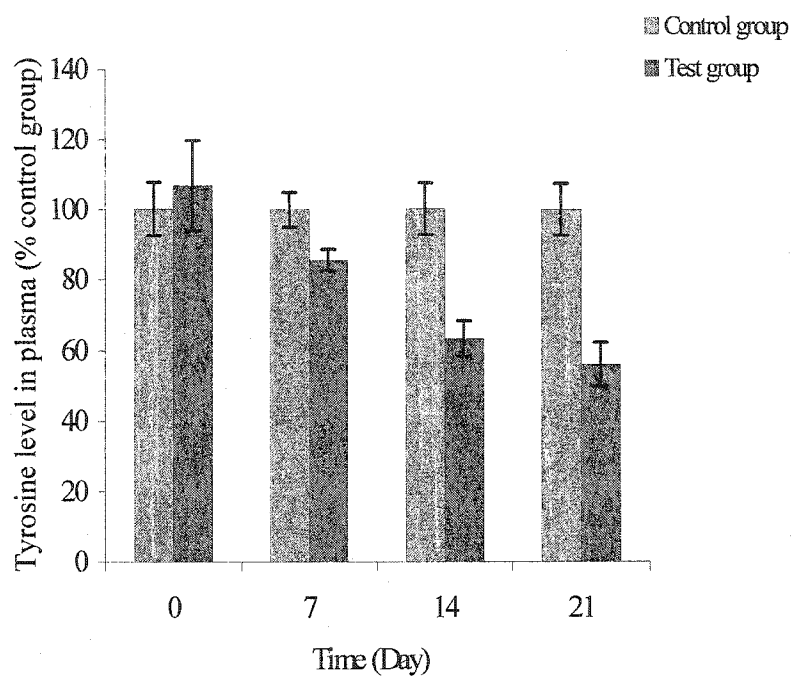 Control group
Test group
Tyrosine level in plasma (% control group)
140
120
100
80
60
40
20
0
0 7 14 21
Time (Day)